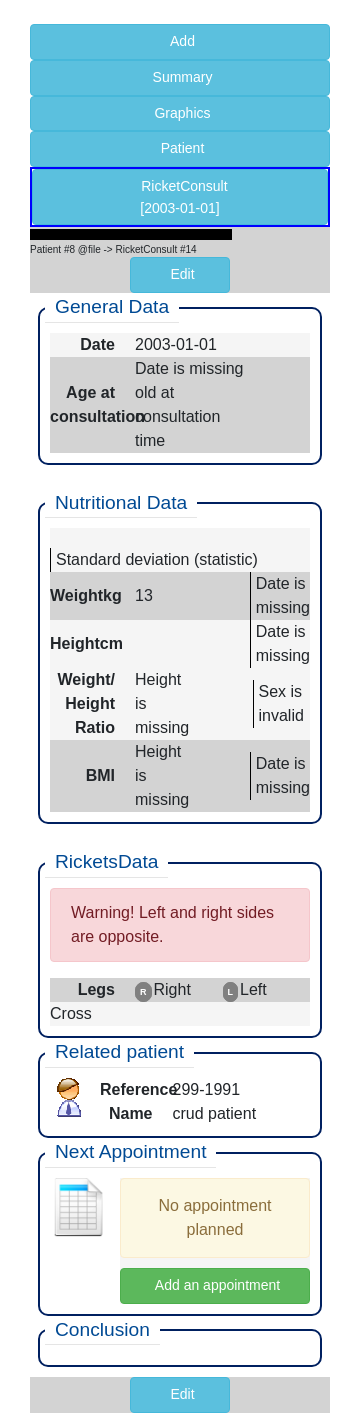 Add
Summary
Graphics
Patient
RicketConsult
[2003-01-01]
Patient #8 @file -> RicketConsult #14
Edit
General Data
Date 2003-01-01
Age at consultation Date is missing
old at
consultation
time
Nutritional Data
Standard deviation (statistic)
Weightkg 13 Date is
missing
Heightcm Date is
missing
Weight/ Height
Height is Sex is
Ratio missing invalid
BMI Height
is
missing Date is
missing
RicketsData
Warning! Left and right sides
are opposite.
Legs R Right L Left
Cross
Related patient
Reference 299-1991
Name crud patient
Next Appointment
No appointment
planned
Add an appointment
Conclusion
Edit